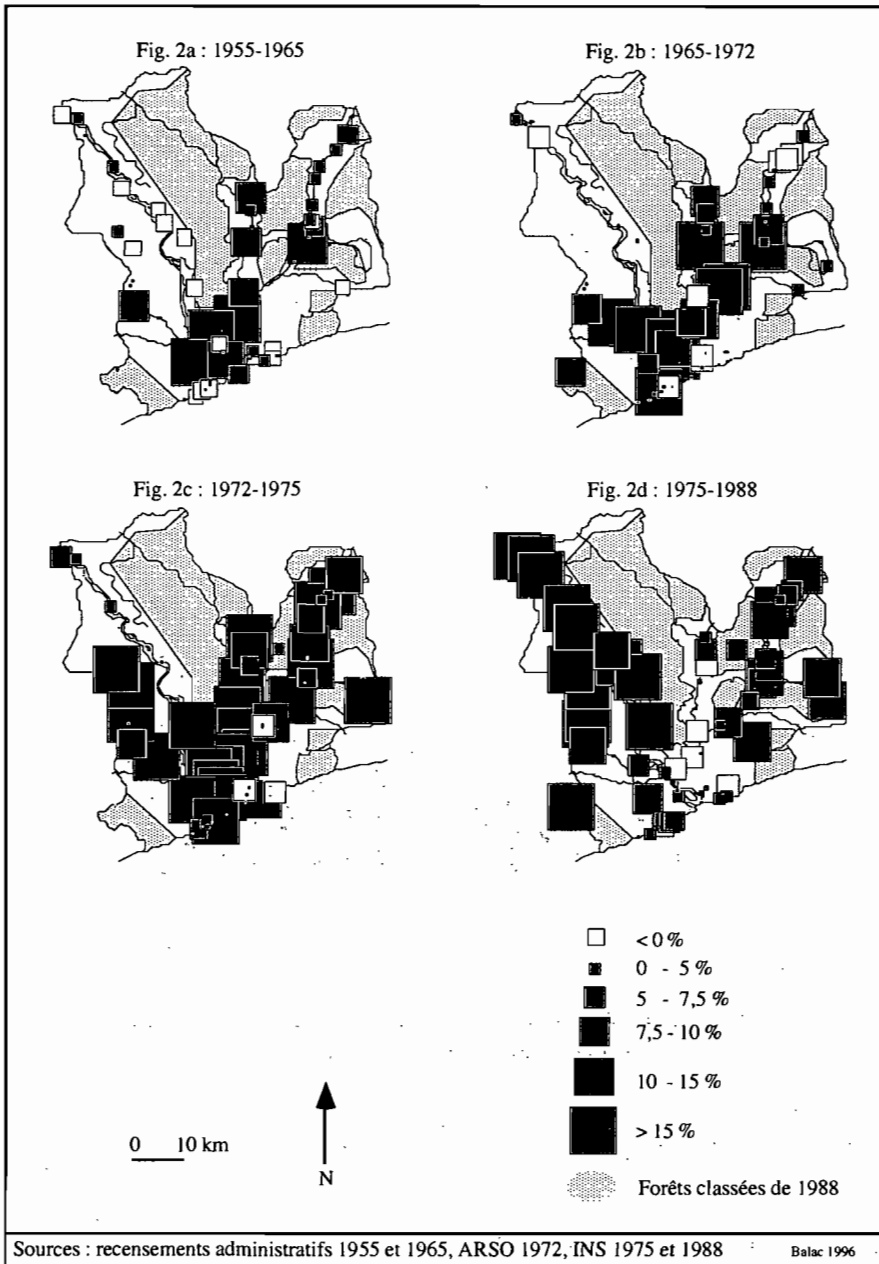 Fig. 2a : 1955-1965
Fig. 2b : 1965-1972
Fig. 2c : 1972-1975
Fig. 2d : 1975-1988
< 0 %
0 - 5 %
5 - 7,5 %
7,5 - 10 %
10 - 15 %
> 15 %
Forêts classées de 1988
0 10 km
N
Sources : recensements administratifs 1955 et 1965, ARSO 1972, INS 1975 et 1988 Balac 1996